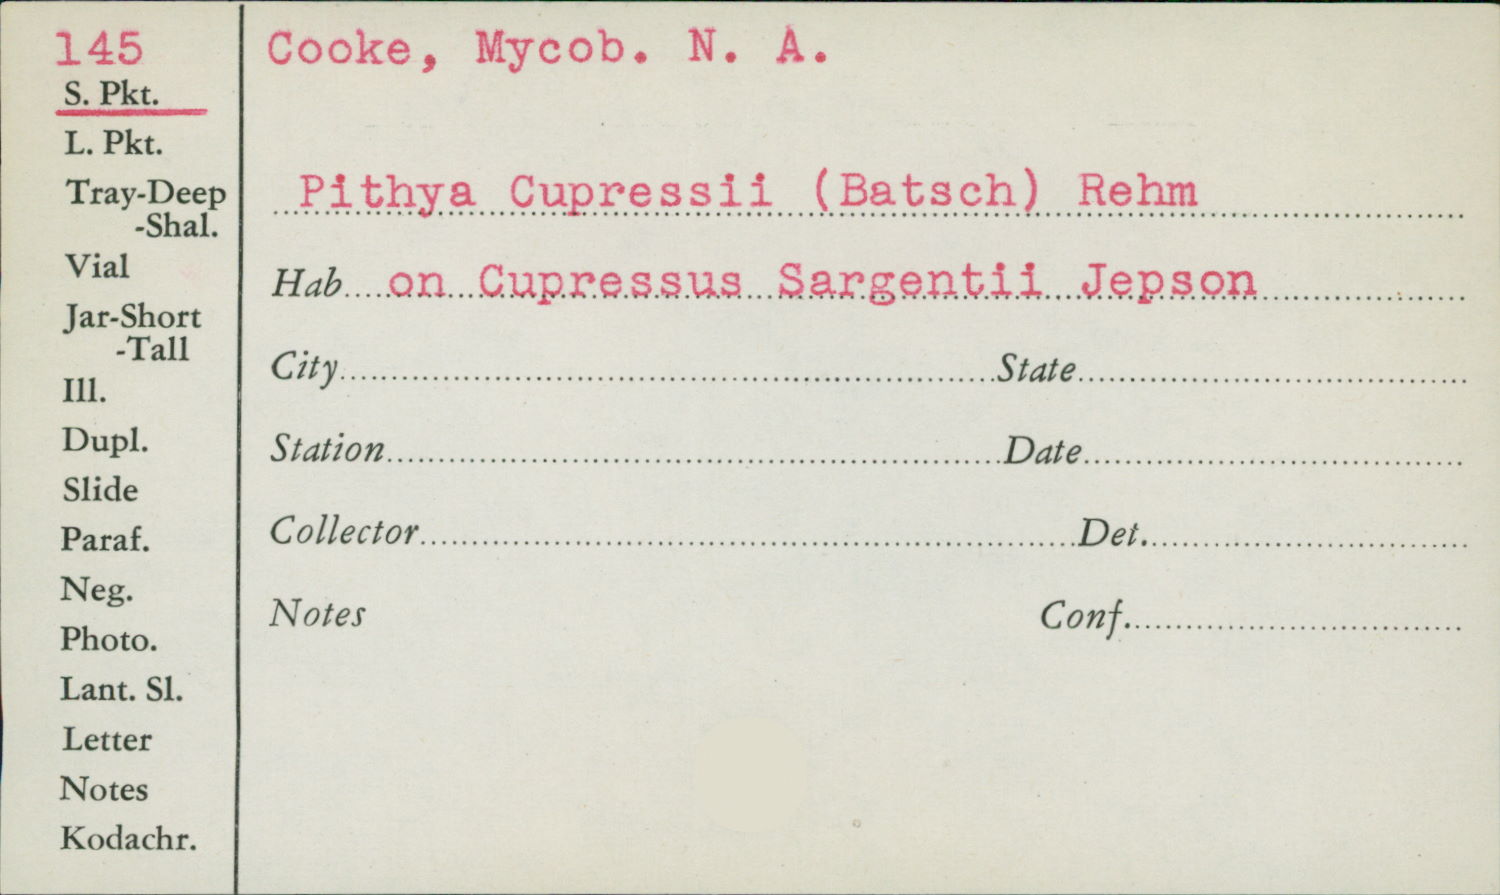 145
S. Pkt.
L. Pkt.
Tray-Deep
-Shal.
Vial
Jar-Short
-Tall
Ill.
Dupl.
Slide
Paraf.
Neg.
Photo.
Lant. Sl.
Letter
Notes
Kodachr.
Cooke, Mycob. N. A.
Pithya Cupressii (Batsch) Rehm
Hab on Cupressus Sargentii Jepson
City State
Station Date
Collector Det.
Notes Conf.